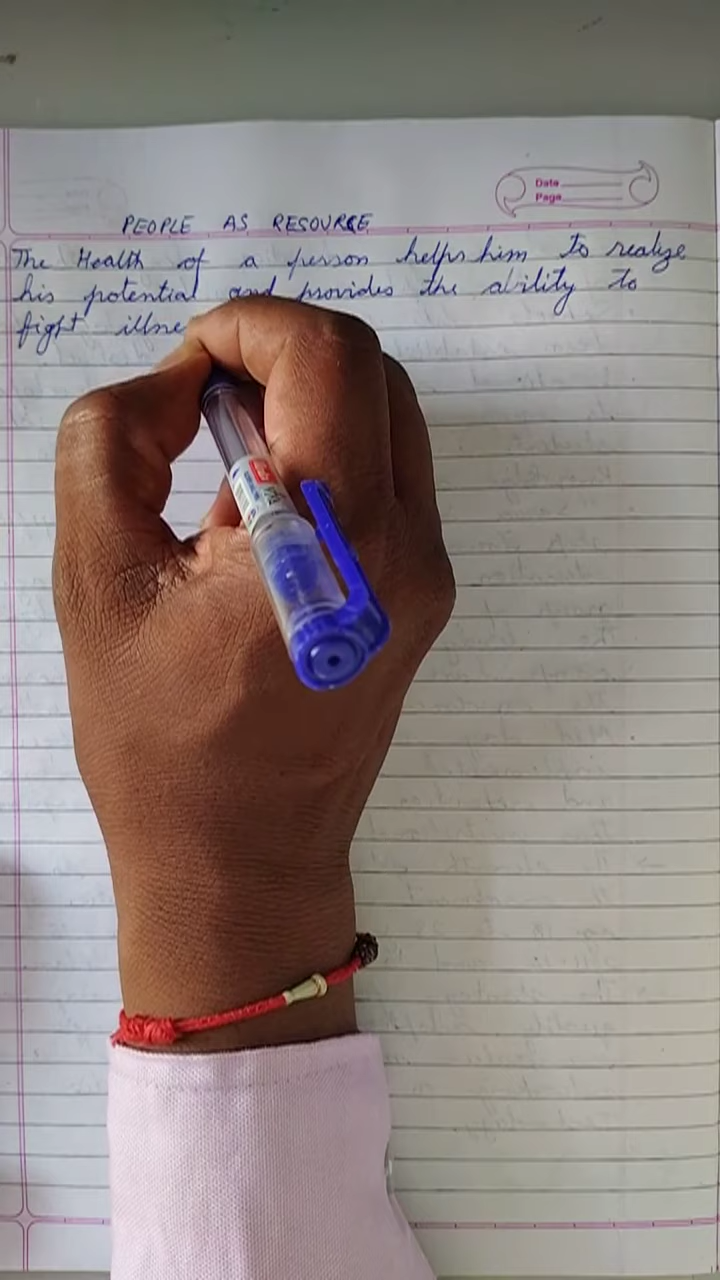 Date
Page
PEOPLE AS RESOURCE
The Health of a person helps him to realize
his potential and provides the ability to
fight illne